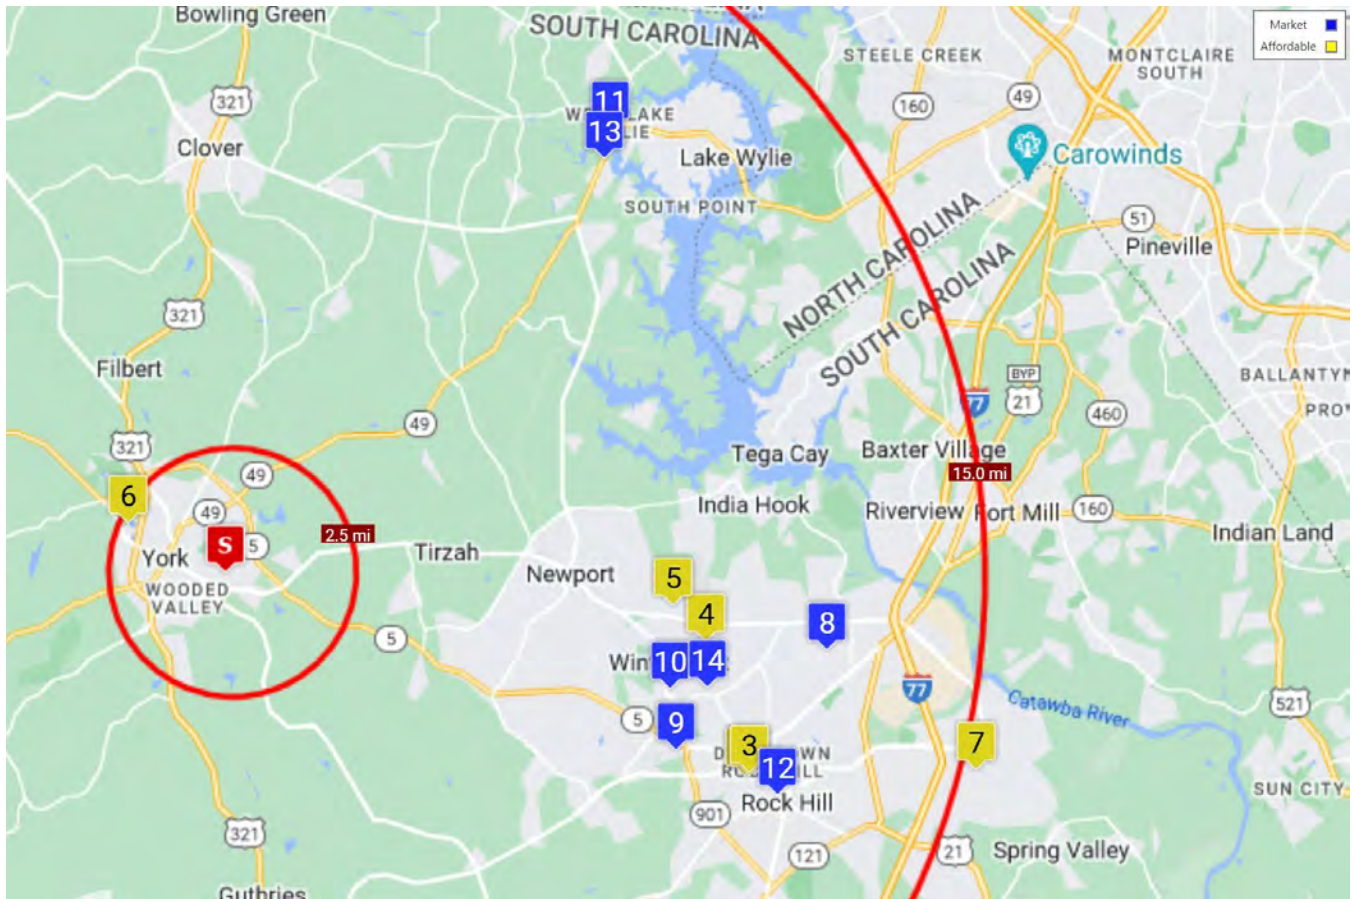 Bowling Green
SOUTH CAROLINA
STEELE CREEK
MONTCLAIRE
SOUTH
Market
Affordable
321
160
49
11
13
LAKE
Clover
Lake Wylie
Carowinds
SOUTH POINT
51
Pineville
NORTH CAROLINA
SOUTH CAROLINA
321
Filbert
BYP
21
77
BALLANTYN
PRO
460
49
321
Tega Cay
Baxter Village
15.0 mi
49
6
India Hook
Riverview
Fort Mill
160
49
2.5 mi
Indian Land
S
5
York
Tirzah
Newport
5
WOODED
VALLEY
4
8
5
Win
10
14
77
Catawba River
521
5
9
3
7
12
Rock Hill
SUN CITY
901
321
121
21
Spring Valley
Guthries